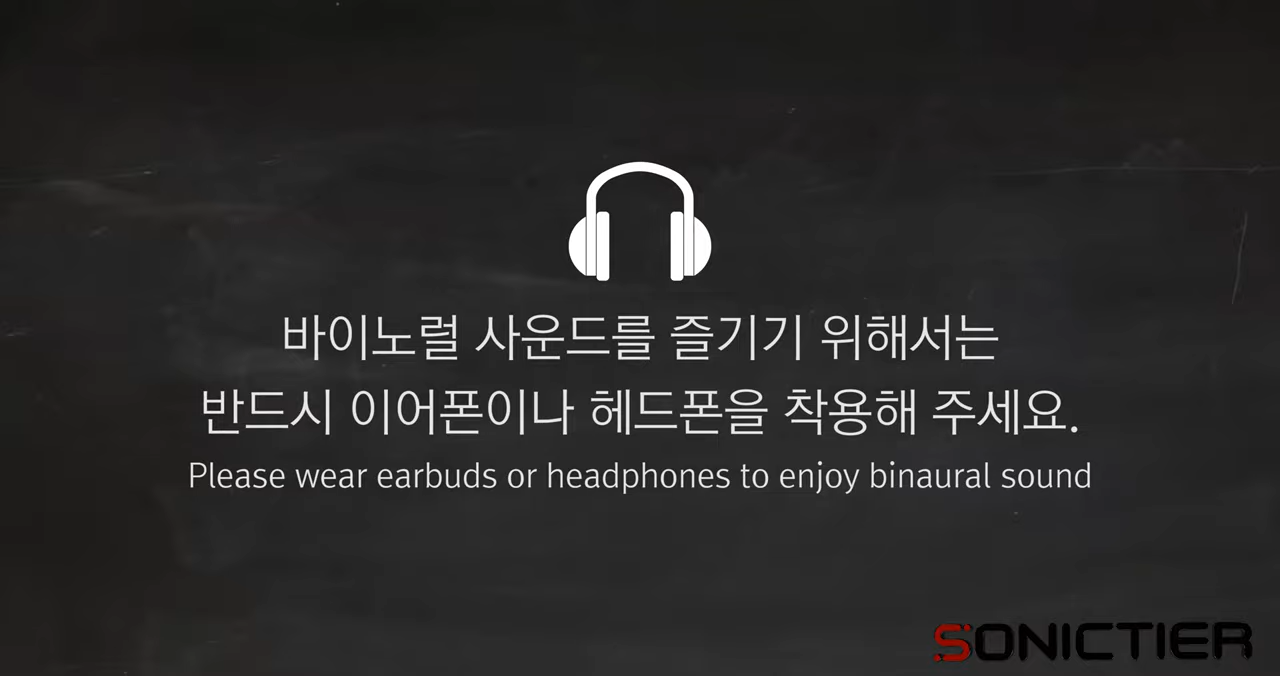 바이노럴 사운드를 즐기기 위해서는
반드시 이어폰이나 헤드폰을 착용해 주세요.
Please wear earbuds or headphones to enjoy binaural sound
SONICTIER